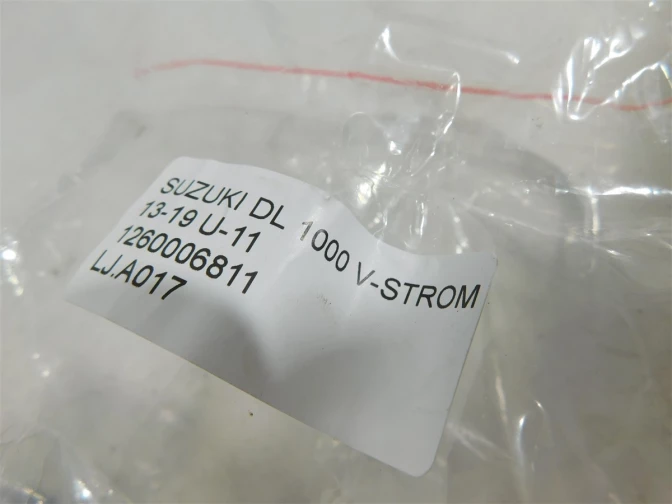 SUZUKI DL 1000 V-STROM
13-19 U-11
1260006811
LJ.A017